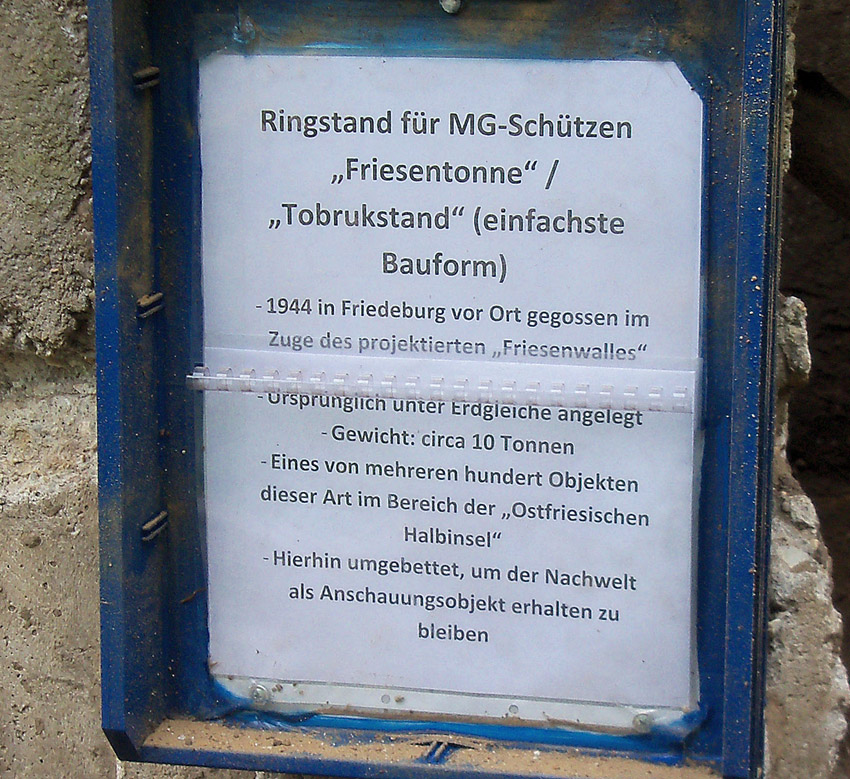 Ringstand für MG-Schützen
„Friesentonne“ /
„Tobrukstand“ (einfachste
Bauform)
- 1944 in Friedeburg vor Ort gegossen im
Zuge des projektierten „Friesenwalles“
- Ursprünglich unter Erdgleiche angelegt
- Gewicht: circa 10 Tonnen
- Eines von mehreren hundert Objekten
dieser Art im Bereich der „Ostfriesischen
Halbinsel“
- Hierhin umgebettet, um der Nachwelt
als Anschauungsobjekt erhalten zu
bleiben